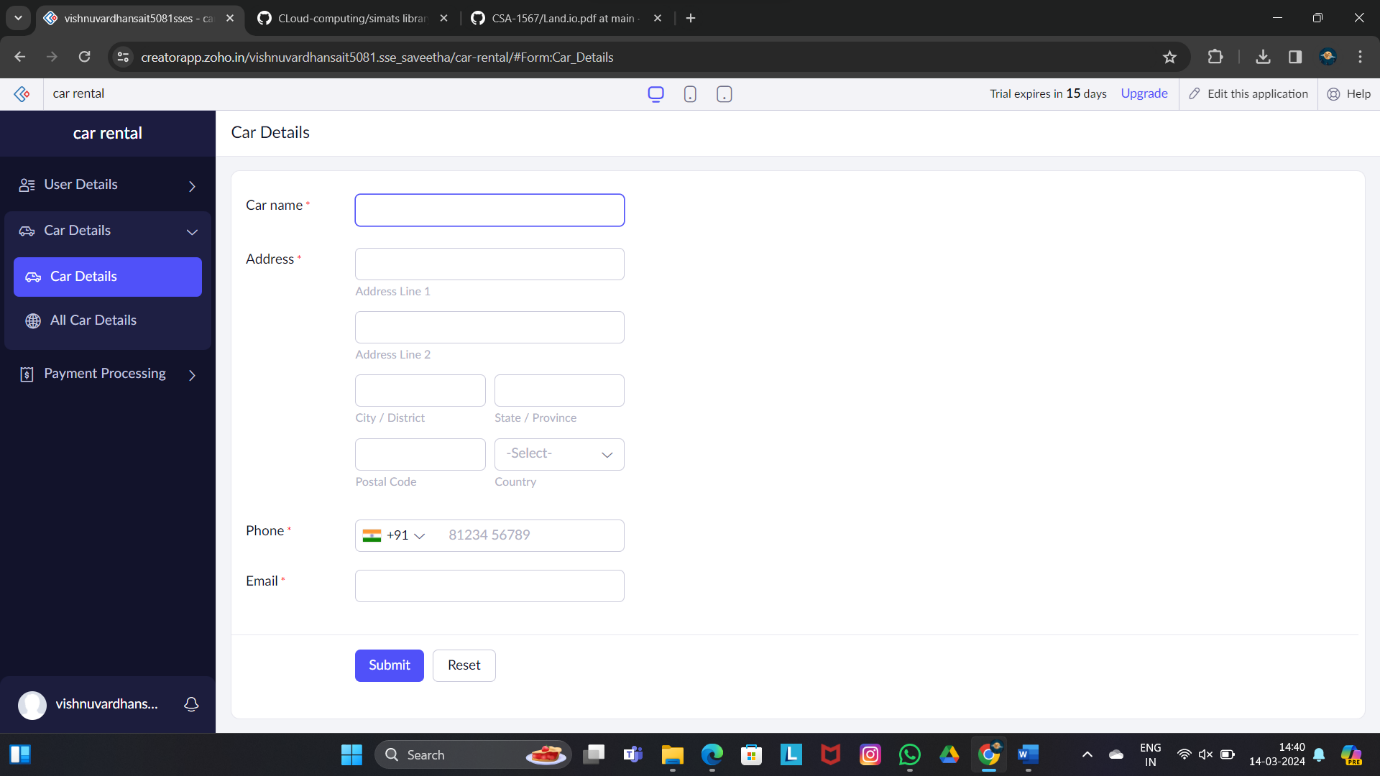 vishnuvardhansait5081sses - ca
CLoud-computing/simats librar
CSA-1567/Land.io.pdf at main
creatorapp.zoho.in/vishnuvardhansait5081.sse_saveetha/car-rental/#Form:Car_Details
car rental
Trial expires in 15 days
Upgrade
Edit this application
Help
car rental
User Details
Car Details
Car Details
All Car Details
Payment Processing
vishnuvardhans...
Car Details
Car name *
Address *
Address Line 1
Address Line 2
City / District
State / Province
-Select-
Postal Code
Country
Phone *
+91
81234 56789
Email *
Submit
Reset
Search
ENG
IN
14:40
14-03-2024
PRE